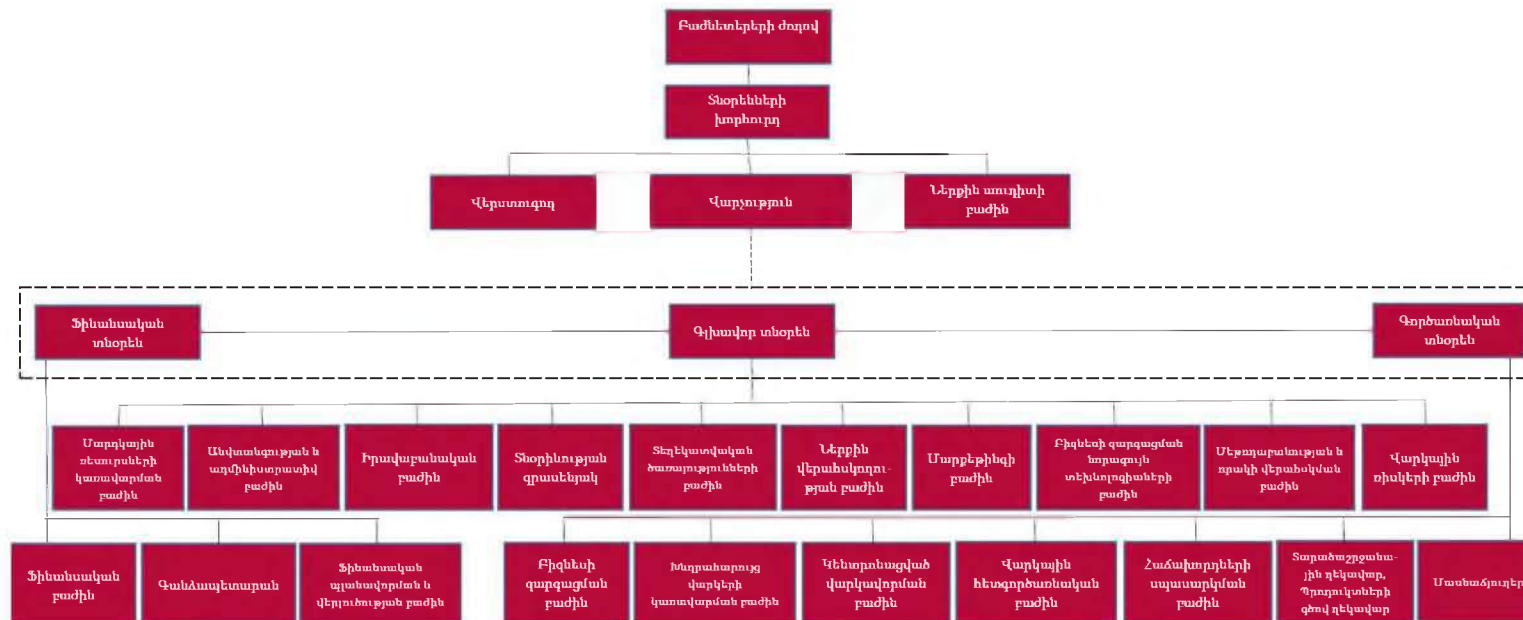 Բաժնետերերի ժողով
Տնօրենների
խորհուրդ
Վերստուգող
Վարչություն
Ներքին աուդիտի
բաժին
Ֆինանսական
տնօրեն
Գլխավոր տնօրեն
Գործառնական
տնօրեն
Մարդկային
ռեսուրսների
կառավարման
բաժին
Անվտանգության և
ադմինիստրատիվ
բաժին
Իրավաբանական
բաժին
Տնօրինության
գրասենյակ
Տեղեկատվական
ծառայությունների
բաժին
Ներքին
վերահսկողու-
թյան բաժին
Մարքեթինգի
բաժին
Բիզնեսի զարգացման
նորագույն
տեխնոլոգիաների
բաժին
Մեթոդաբանության և
որակի վերահսկման
բաժին
Վարկային
ռիսկերի բաժին
Ֆինանսական
բաժին
Գանձապետարան
Ֆինանսական
պլանավորման և
վերլուծության բաժին
Բիզնեսի
զարգացման
բաժին
Խնդրահարույց
վարկերի
կառավարման բաժին
Կենտրոնացված
վարկավորման
բաժին
Վարկային
հետգործառնական
բաժին
Հաճախորդների
սպասարկման
բաժին
Տարածաշրջանա-
յին ղեկավար,
Պրոդուկտների
գծով ղեկավար
Մասնաճյուղեր